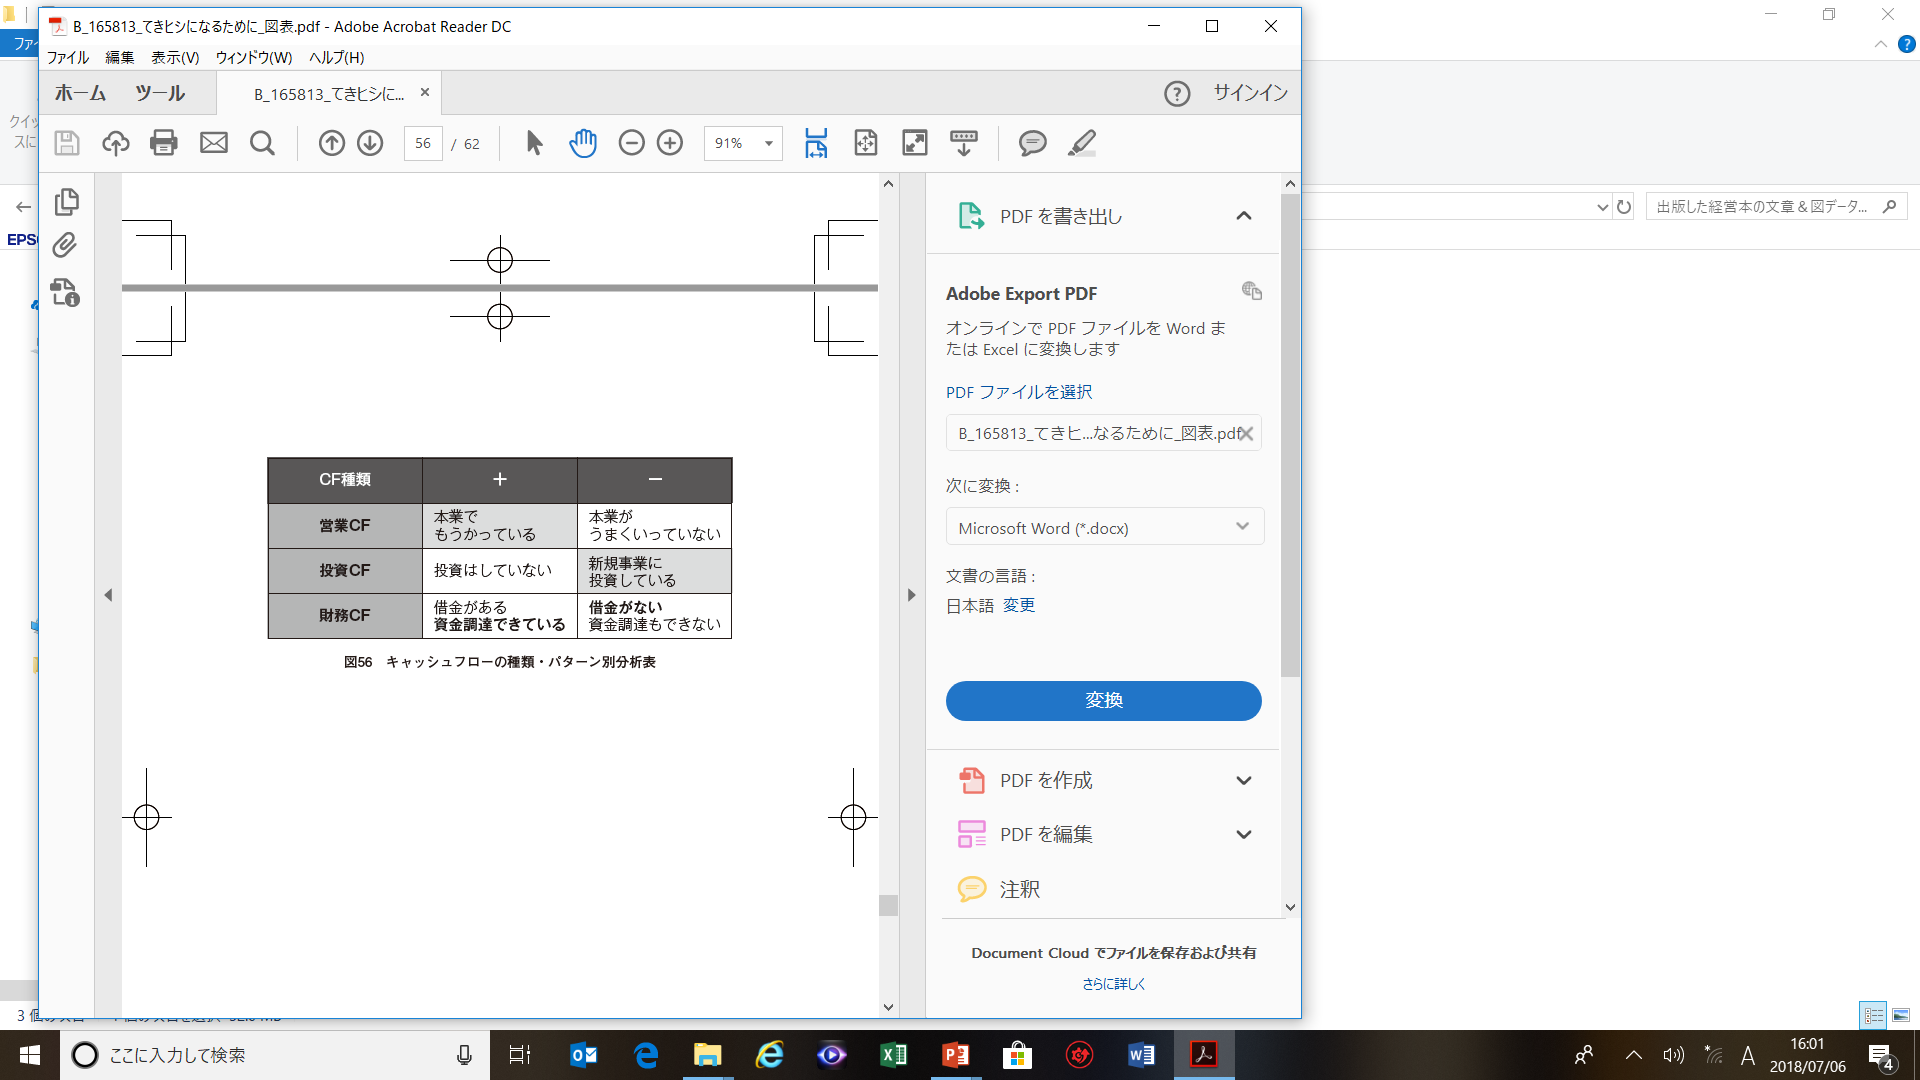 B_165813_てきヒシになるために_図表.pdf - Adobe Acrobat Reader DC
ファイル 編集 表示(V) ウィンドウ(W) ヘルプ(H)
ホーム ツール B_165813_てきヒシに... × サインイン
56 / 62 91%
PDF を書き出し
Adobe Export PDF
オンラインで PDF ファイルを Word ま
たは Excel に変換します
PDF ファイルを選択
B_165813_てきヒ...なるために_図表.pdf
次に変換 :
Microsoft Word (*.docx)
文書の言語 :
日本語 変更
変換
PDF を作成
PDF を編集
注釈
Document Cloud でファイルを保存および共有
さらに詳しく
CF種類 + −
営業CF 本業で
もうかっている 本業が
うまくいっていない
投資CF 投資はしていない 新規事業に
投資している
財務CF 借金がある
資金調達できている 借金がない
資金調達もできない
図56 キャッシュフローの種類・パターン別分析表
出版した経営本の文章&図データ...
EPS
クイッ
スに
3 個
ここに入力して検索
A
16:01
2018/07/06
4